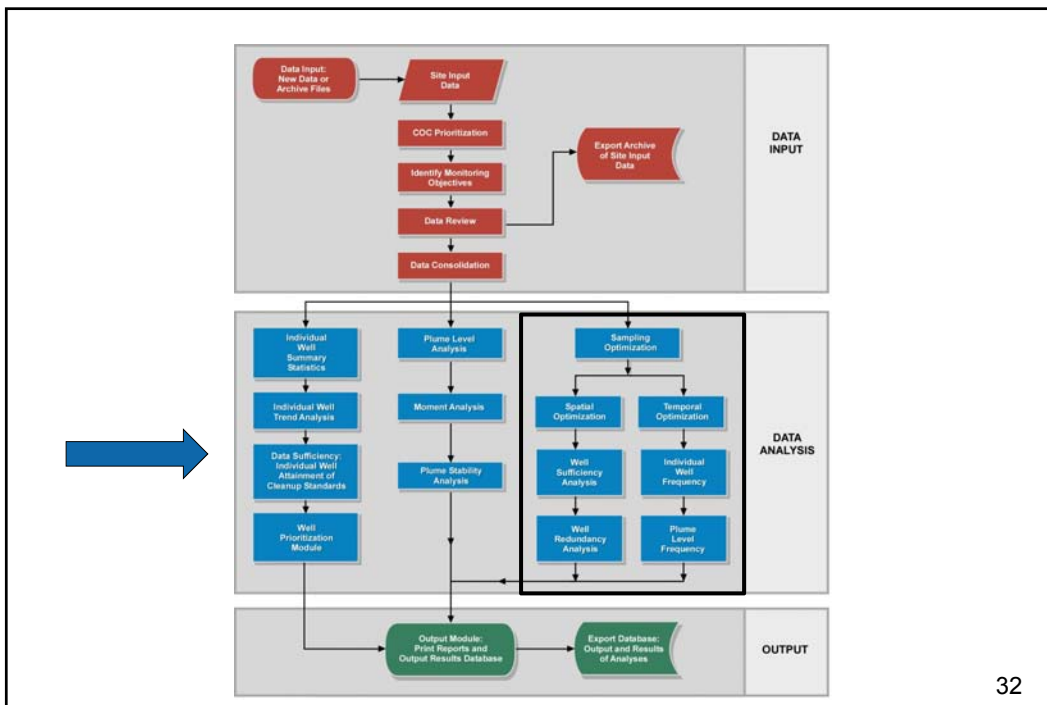 Data Input:
New Data or
Archive Files
Site Input
Data
COC Prioritization
Identify Monitoring
Objectives
Data Review
Data Consolidation
Export Archive
of Site Input
Data
DATA
INPUT
Individual
Well
Summary
Statistics
Individual Well
Trend Analysis
Data Sufficiency:
Individual Well
Attainment of
Cleanup Standards
Well
Prioritization
Module
Plume Level
Analysis
Moment Analysis
Plume Stability
Analysis
Sampling
Optimization
Spatial
Optimization
Well
Sufficiency
Analysis
Well
Redundancy
Analysis
Temporal
Optimization
Individual
Well
Frequency
Plume
Level
Frequency
DATA
ANALYSIS
Output Module:
Print Reports and
Output Results Database
Export Database:
Output and Results
of Analyses
OUTPUT
32